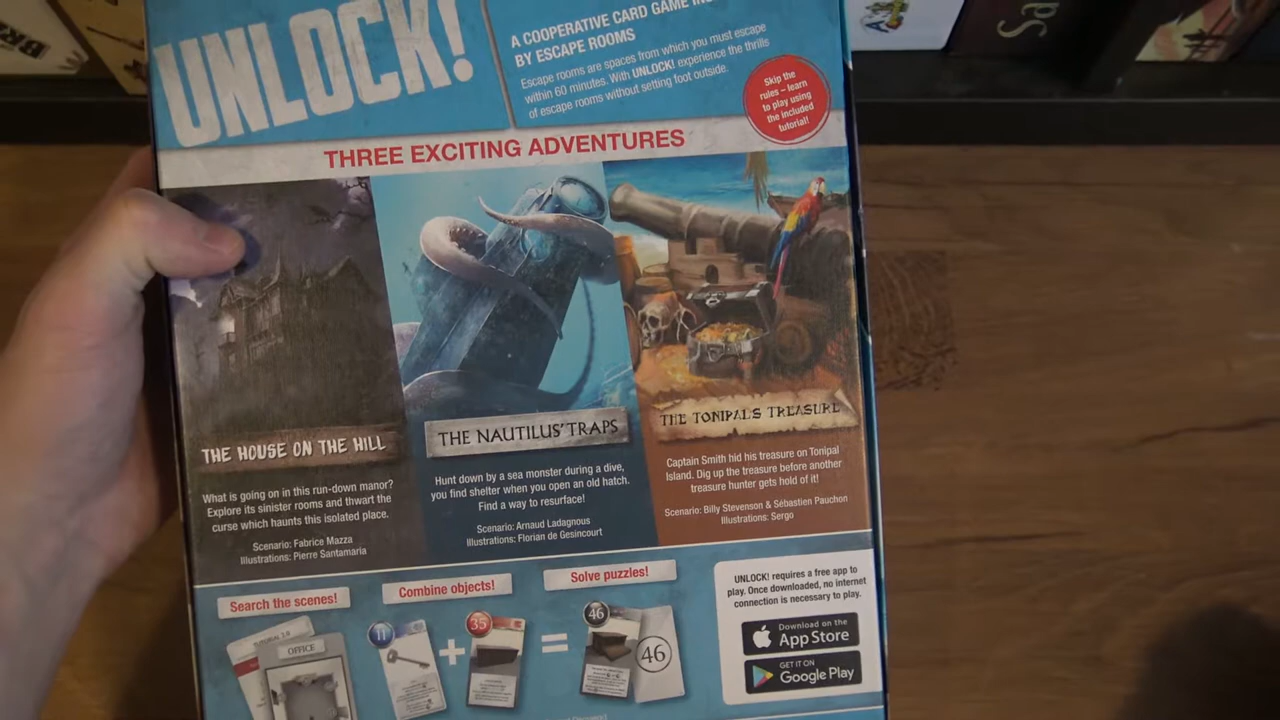 BR
Sa
UNLOCK!
A COOPERATIVE CARD GAME
BY ESCAPE ROOMS
Escape rooms are spaces from which you must escape
within 60 minutes. With UNLOCK! experience the thrills
of escape rooms without setting foot outside.
Skip the
rules – learn
to play using
the included
tutorial!
THREE EXCITING ADVENTURES
THE HOUSE ON THE HILL
What is going on in this run-down manor?
Explore its sinister rooms and thwart the
curse which haunts this isolated place.
Scenario: Fabrice Mazza
Illustrations: Pierre Santamaria
THE NAUTILUS' TRAPS
Hunt down by a sea monster during a dive,
you find shelter when you open an old hatch.
Find a way to resurface!
Scenario: Arnaud Ladagnous
Illustrations: Florian de Gesincourt
THE TONIPAL'S TREASURE
Captain Smith hid his treasure on Tonipal
Island. Dig up the treasure before another
treasure hunter gets hold of it!
Scenario: Billy Stevenson & Sébastien Pauchon
Illustrations: Sergo
Search the scenes!
OFFICE
Combine objects!
11
+
35
=
Solve puzzles!
46
46
UNLOCK! requires a free app to
play. Once downloaded, no internet
connection is necessary to play.
Download on the
App Store
GET IT ON
Google Play